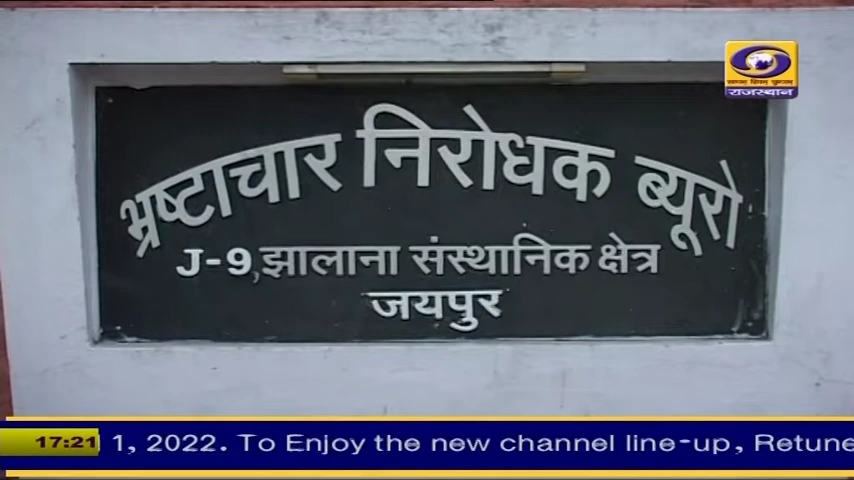 राजस्थान
भ्रष्टाचार निरोधक ब्यूरो
J-9, झालाना संस्थानिक क्षेत्र
जयपुर
17:21 1, 2022. To Enjoy the new channel line-up, Retune